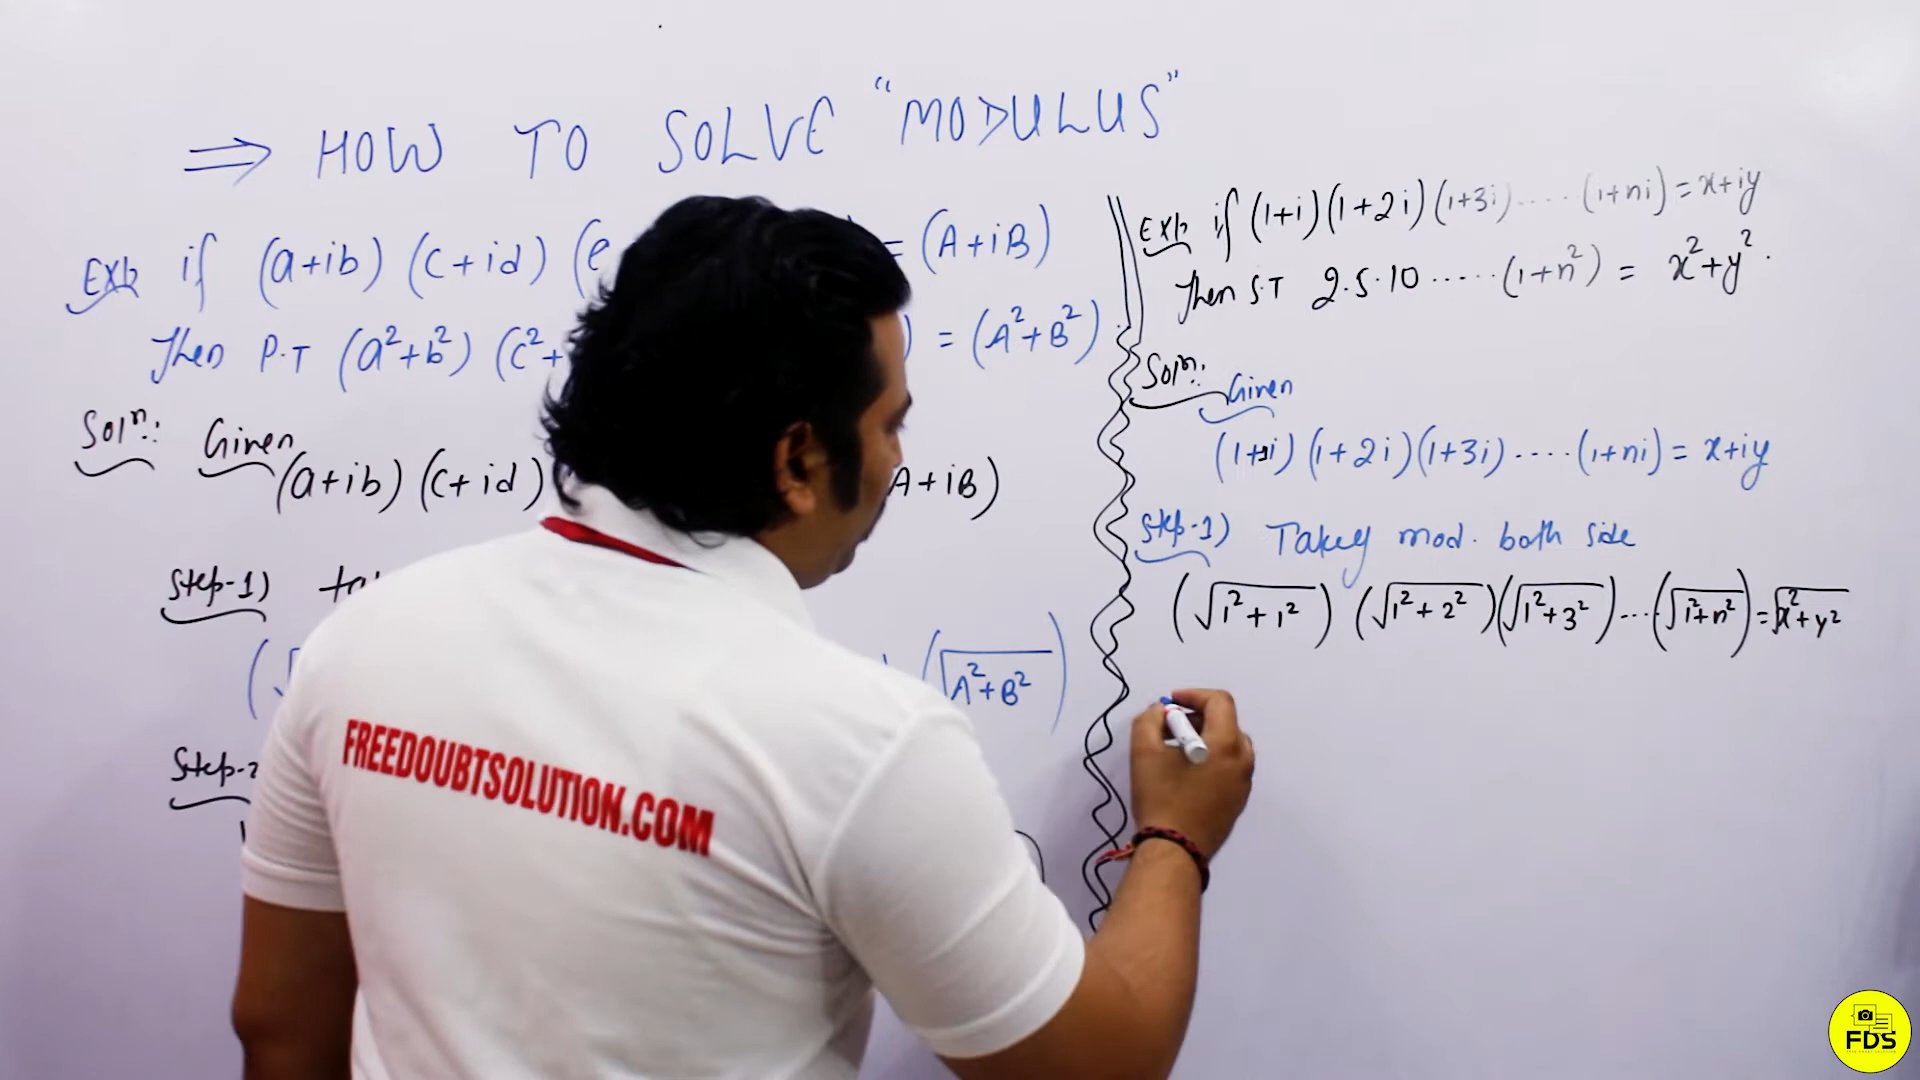 ⇒ HOW TO SOLVE "MODULUS"
Ex1: if (a+ib) (c+id) (e = (A+iB)
Then P.T (a²+b²) (c²+ ) = (A²+B²)
Solⁿ: Given
(a+ib) (c+id) A+iB)
Step-1)
(√ (√A²+B²)
Step-2
Ex1: if (1+i) (1+2i) (1+3i) ..... (1+ni) = x+iy
Then S.T 2.5.10 ..... (1+n²) = x²+y².
Solⁿ: Given
(1+i) (1+2i) (1+3i) .... (1+ni) = x+iy
Step-1) Taking mod. both side
(√1²+1²) (√1²+2²) (√1²+3²) ... (√1²+n²) = √x²+y²
FREEDOUBTSOLUTION.COM
FDS